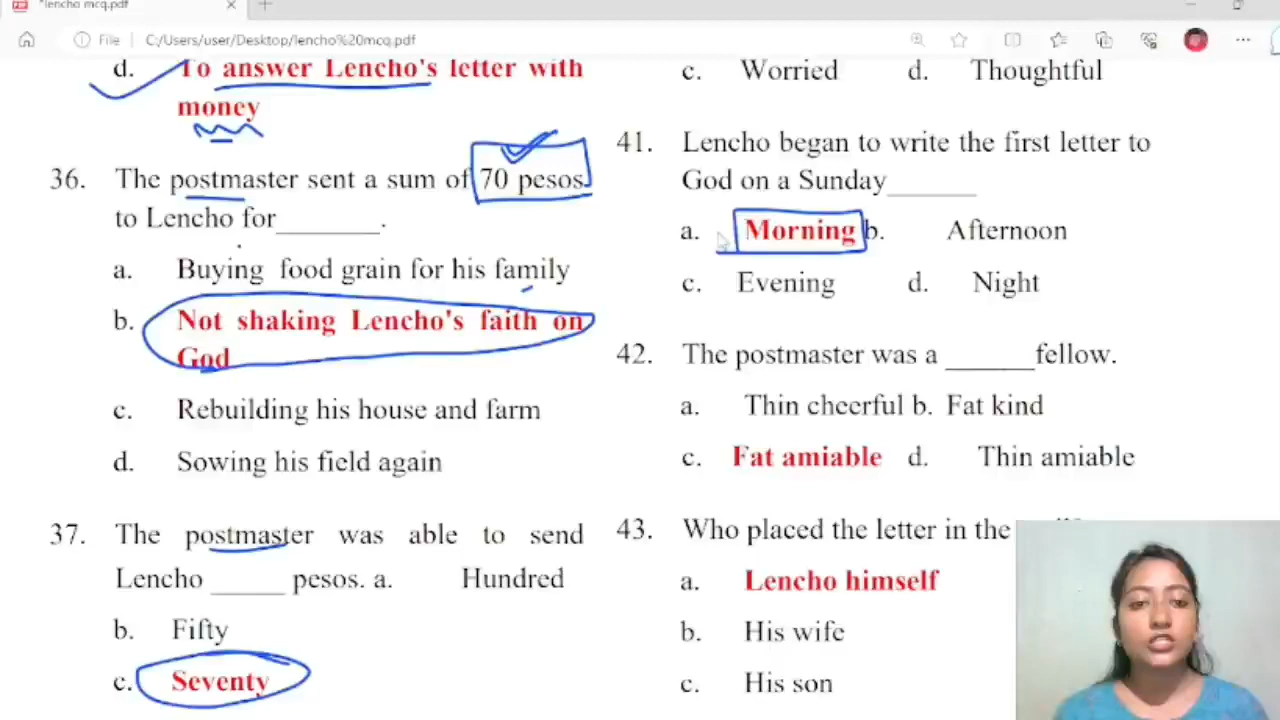 lencho mcq.pdf
File C:/Users/user/Desktop/lencho%20mcq.pdf
d. To answer Lencho's letter with
money
36. The postmaster sent a sum of 70 pesos
to Lencho for_______.
a. Buying food grain for his family
b. Not shaking Lencho's faith on
God
c. Rebuilding his house and farm
d. Sowing his field again
37. The postmaster was able to send
Lencho _____ pesos. a. Hundred
b. Fifty
c. Seventy
c. Worried d. Thoughtful
41. Lencho began to write the first letter to
God on a Sunday______
a. Morning b. Afternoon
c. Evening d. Night
42. The postmaster was a ______fellow.
a. Thin cheerful b. Fat kind
c. Fat amiable d. Thin amiable
43. Who placed the letter in the
a. Lencho himself
b. His wife
c. His son